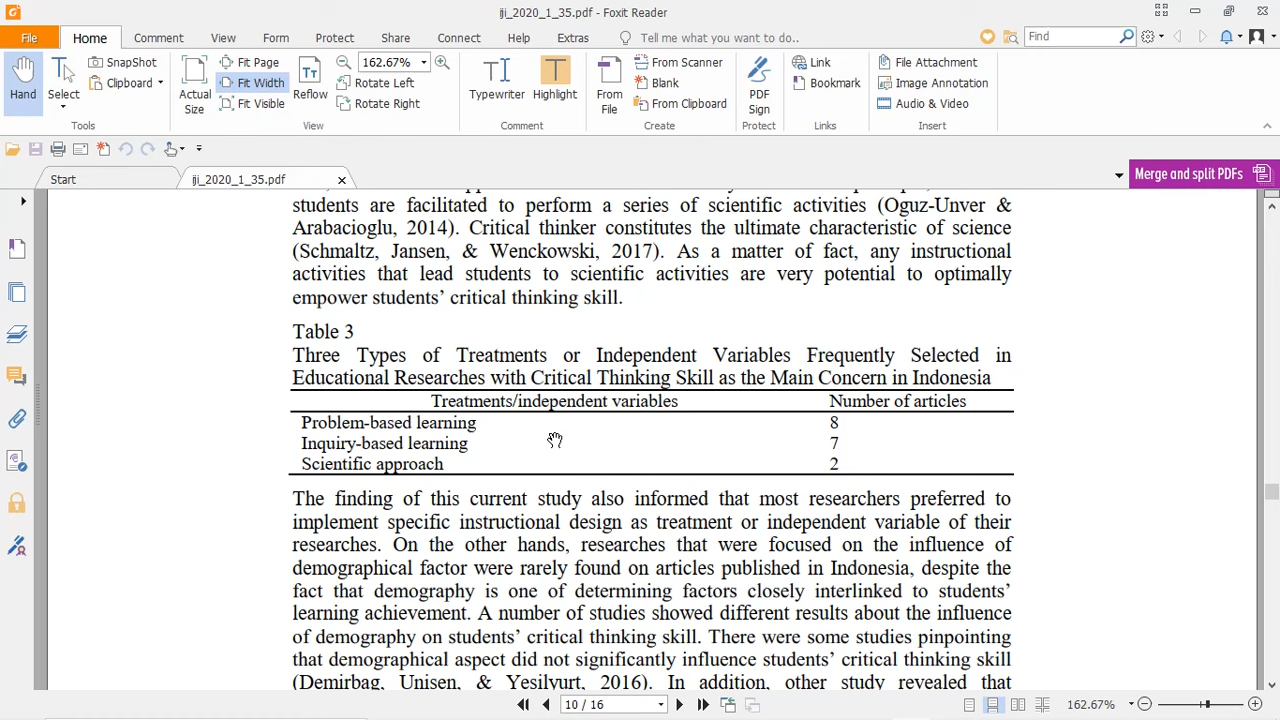 iji_2020_1_35.pdf - Foxit Reader
File Home Comment View Form Protect Share Connect Help Extras Tell me what you want to do.. Find
Hand
Select
SnapShot
Clipboard
Tools
Actual Size
Fit Page
Fit Width
Fit Visible
Reflow
162.67%
Rotate Left
Rotate Right
View
Typewriter
Highlight
Comment
From File
From Scanner
Blank
From Clipboard
Create
PDF Sign
Protect
Link
Bookmark
Links
File Attachment
Image Annotation
Audio & Video
Insert
Start iji_2020_1_35.pdf Merge and split PDFs
students are facilitated to perform a series of scientific activities (Oguz-Unver &
Arabacioglu, 2014). Critical thinker constitutes the ultimate characteristic of science
(Schmaltz, Jansen, & Wenckowski, 2017). As a matter of fact, any instructional
activities that lead students to scientific activities are very potential to optimally
empower students’ critical thinking skill.
Table 3
Three Types of Treatments or Independent Variables Frequently Selected in
Educational Researches with Critical Thinking Skill as the Main Concern in Indonesia
Treatments/independent variables Number of articles
Problem-based learning 8
Inquiry-based learning 7
Scientific approach 2
The finding of this current study also informed that most researchers preferred to
implement specific instructional design as treatment or independent variable of their
researches. On the other hands, researches that were focused on the influence of
demographical factor were rarely found on articles published in Indonesia, despite the
fact that demography is one of determining factors closely interlinked to students’
learning achievement. A number of studies showed different results about the influence
of demography on students’ critical thinking skill. There were some studies pinpointing
that demographical aspect did not significantly influence students’ critical thinking skill
(Demirbag, Unisen, & Yesilyurt, 2016). In addition, other study revealed that
10 / 16 162.67%